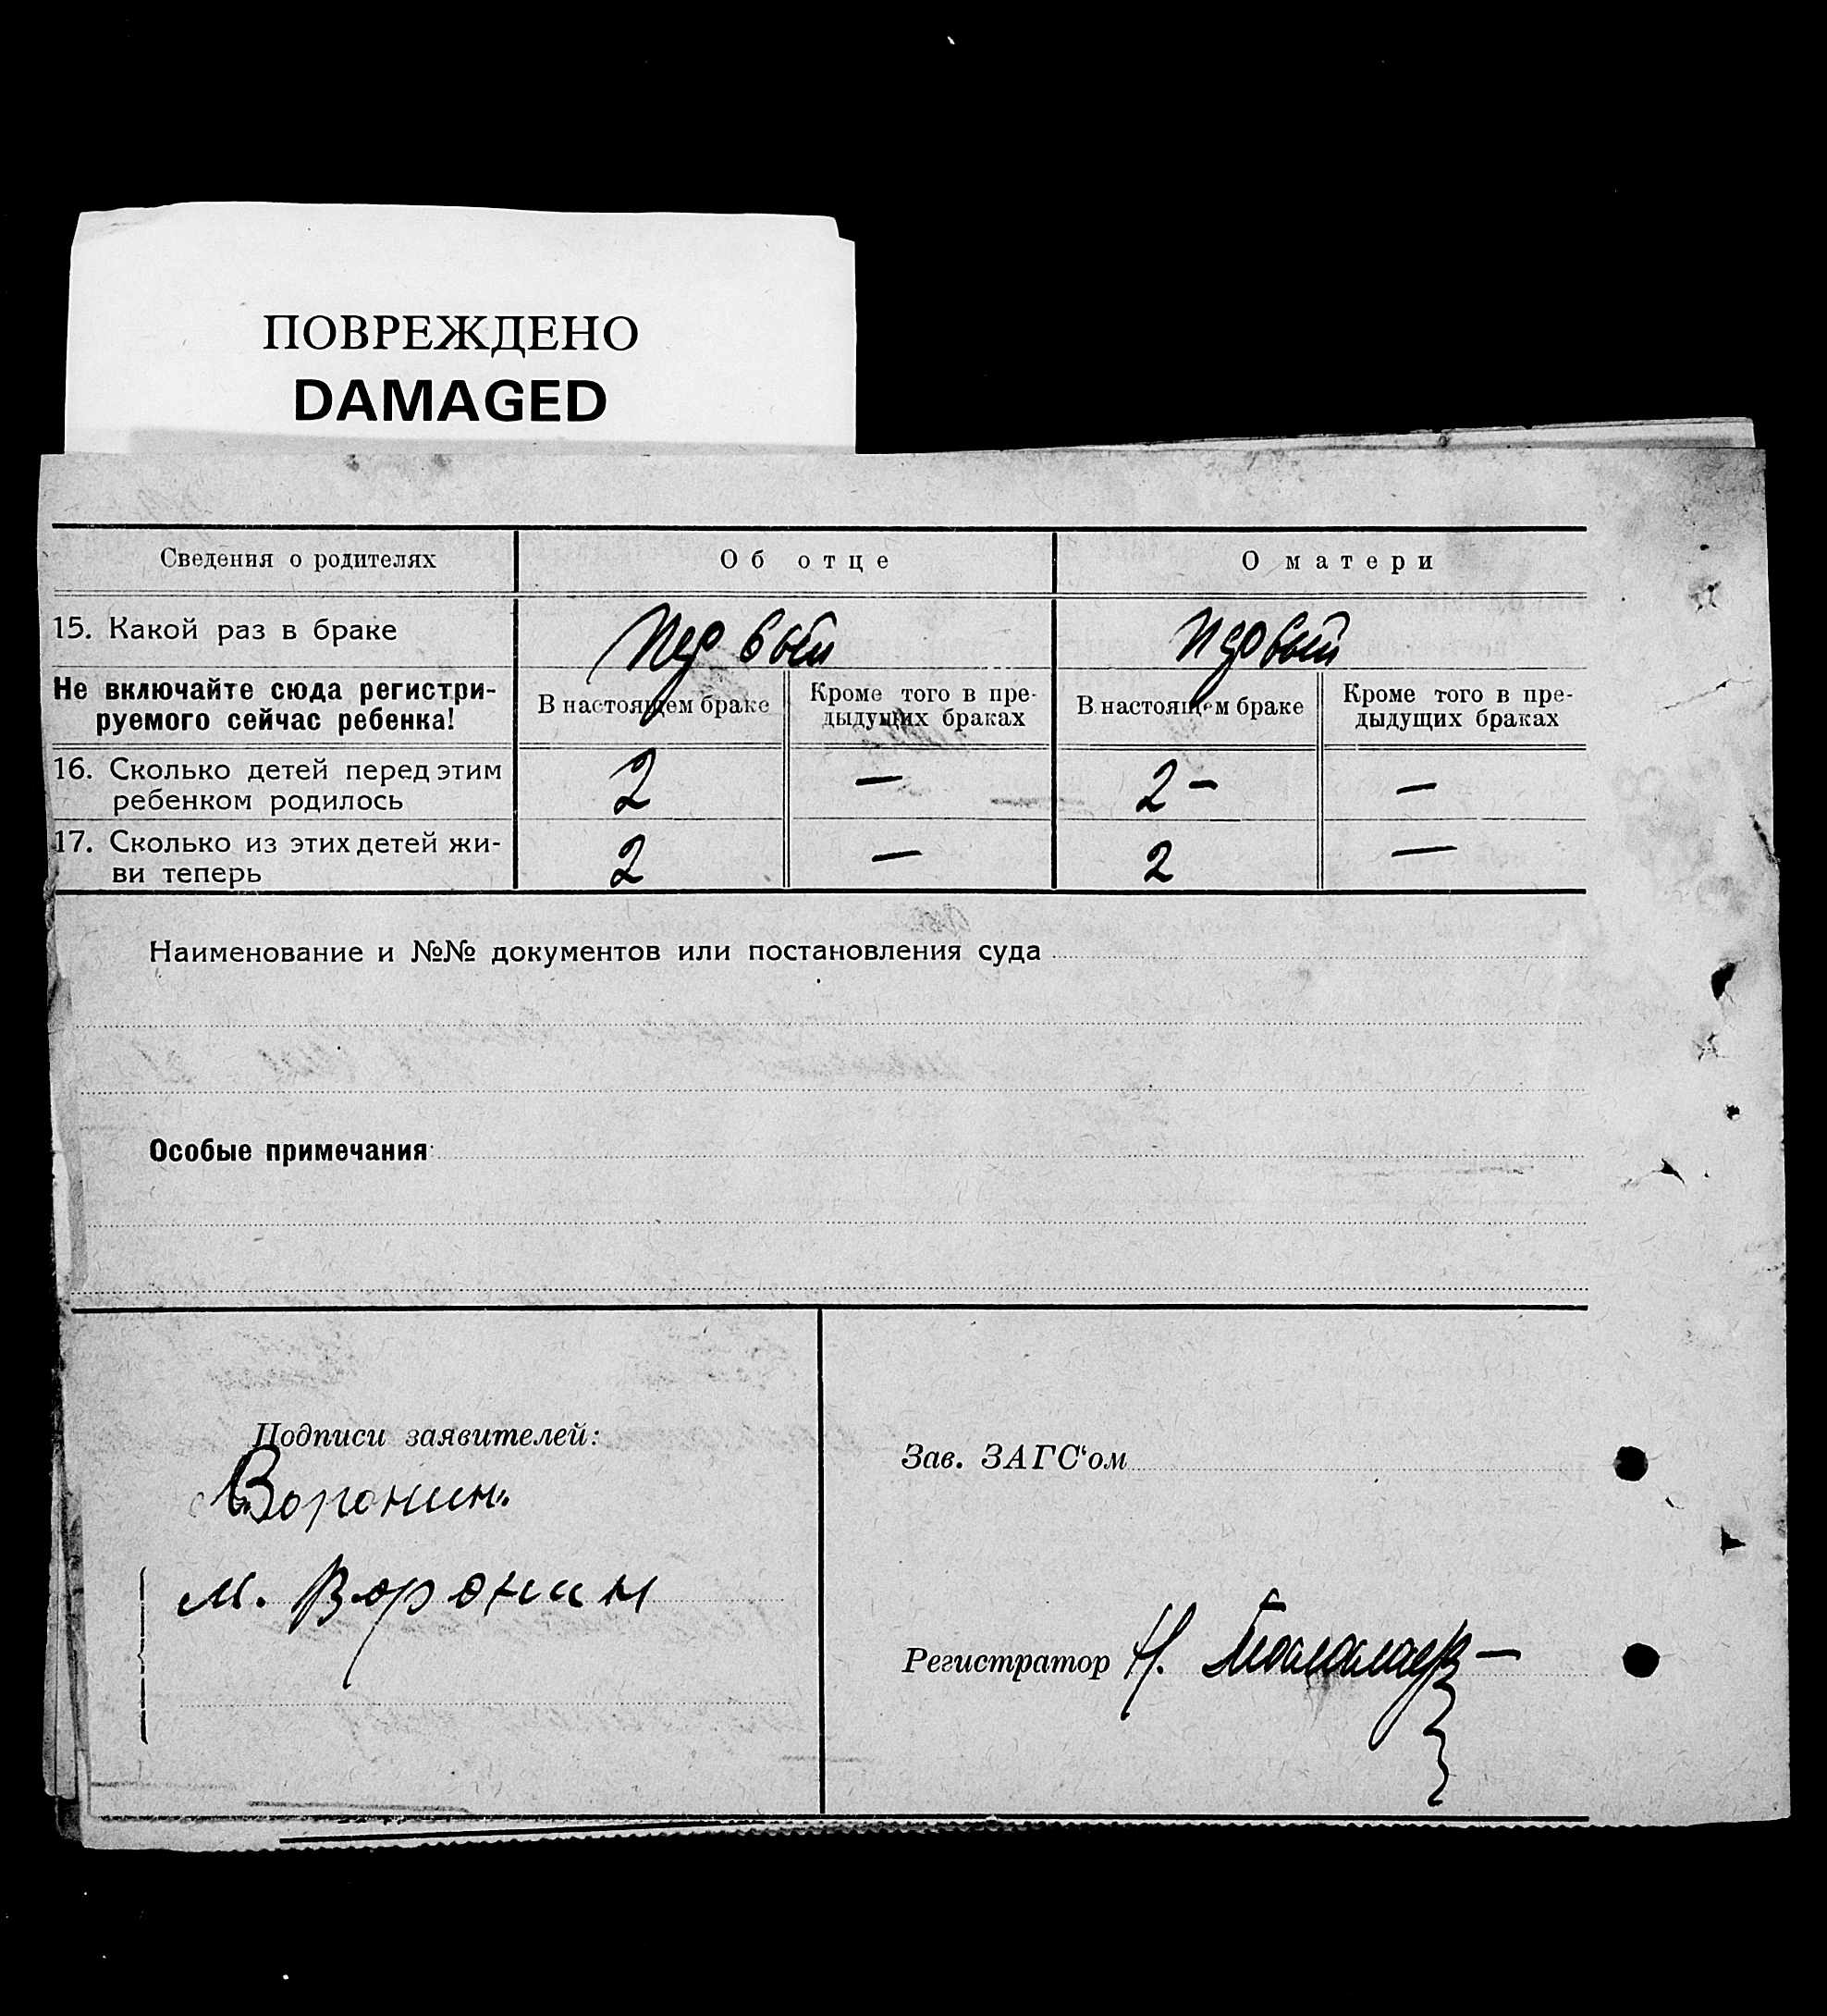 ПОВРЕЖДЕНО
DAMAGED
Сведения о родителях Об отце О матери
15. Какой раз в браке Первый Первый
Не включайте сюда регистри-
руемого сейчас ребенка!
В настоящем браке Кроме того в пре-
дыдущих браках
В настоящем браке Кроме того в пре-
дыдущих браках
16. Сколько детей перед этим
ребенком родилось 2 — 2 – —
17. Сколько из этих детей жи-
ви теперь 2 — 2 —
Наименование и №№ документов или постановления суда
Особые примечания
Подписи заявителей:
Воронин
М. Воронин
Зав. ЗАГС‘ом
Регистратор Н.